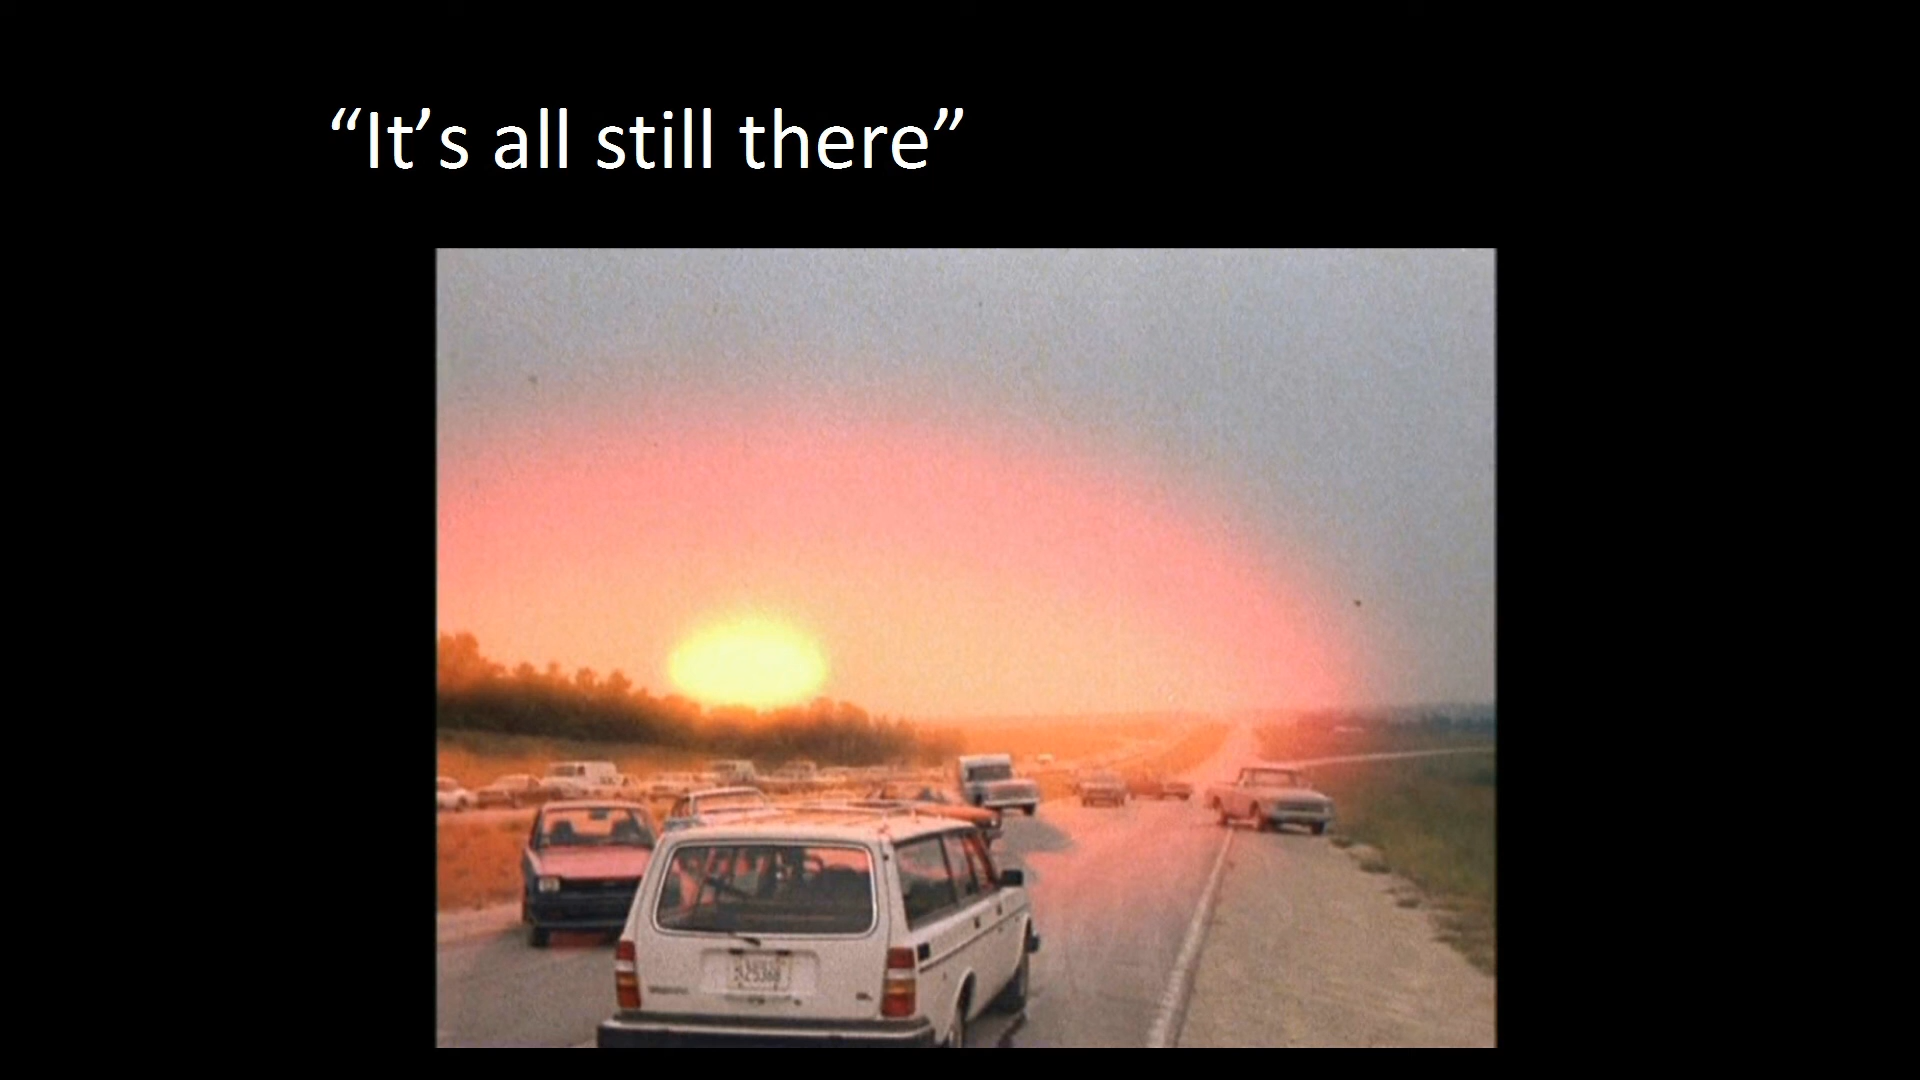 “It’s all still there”